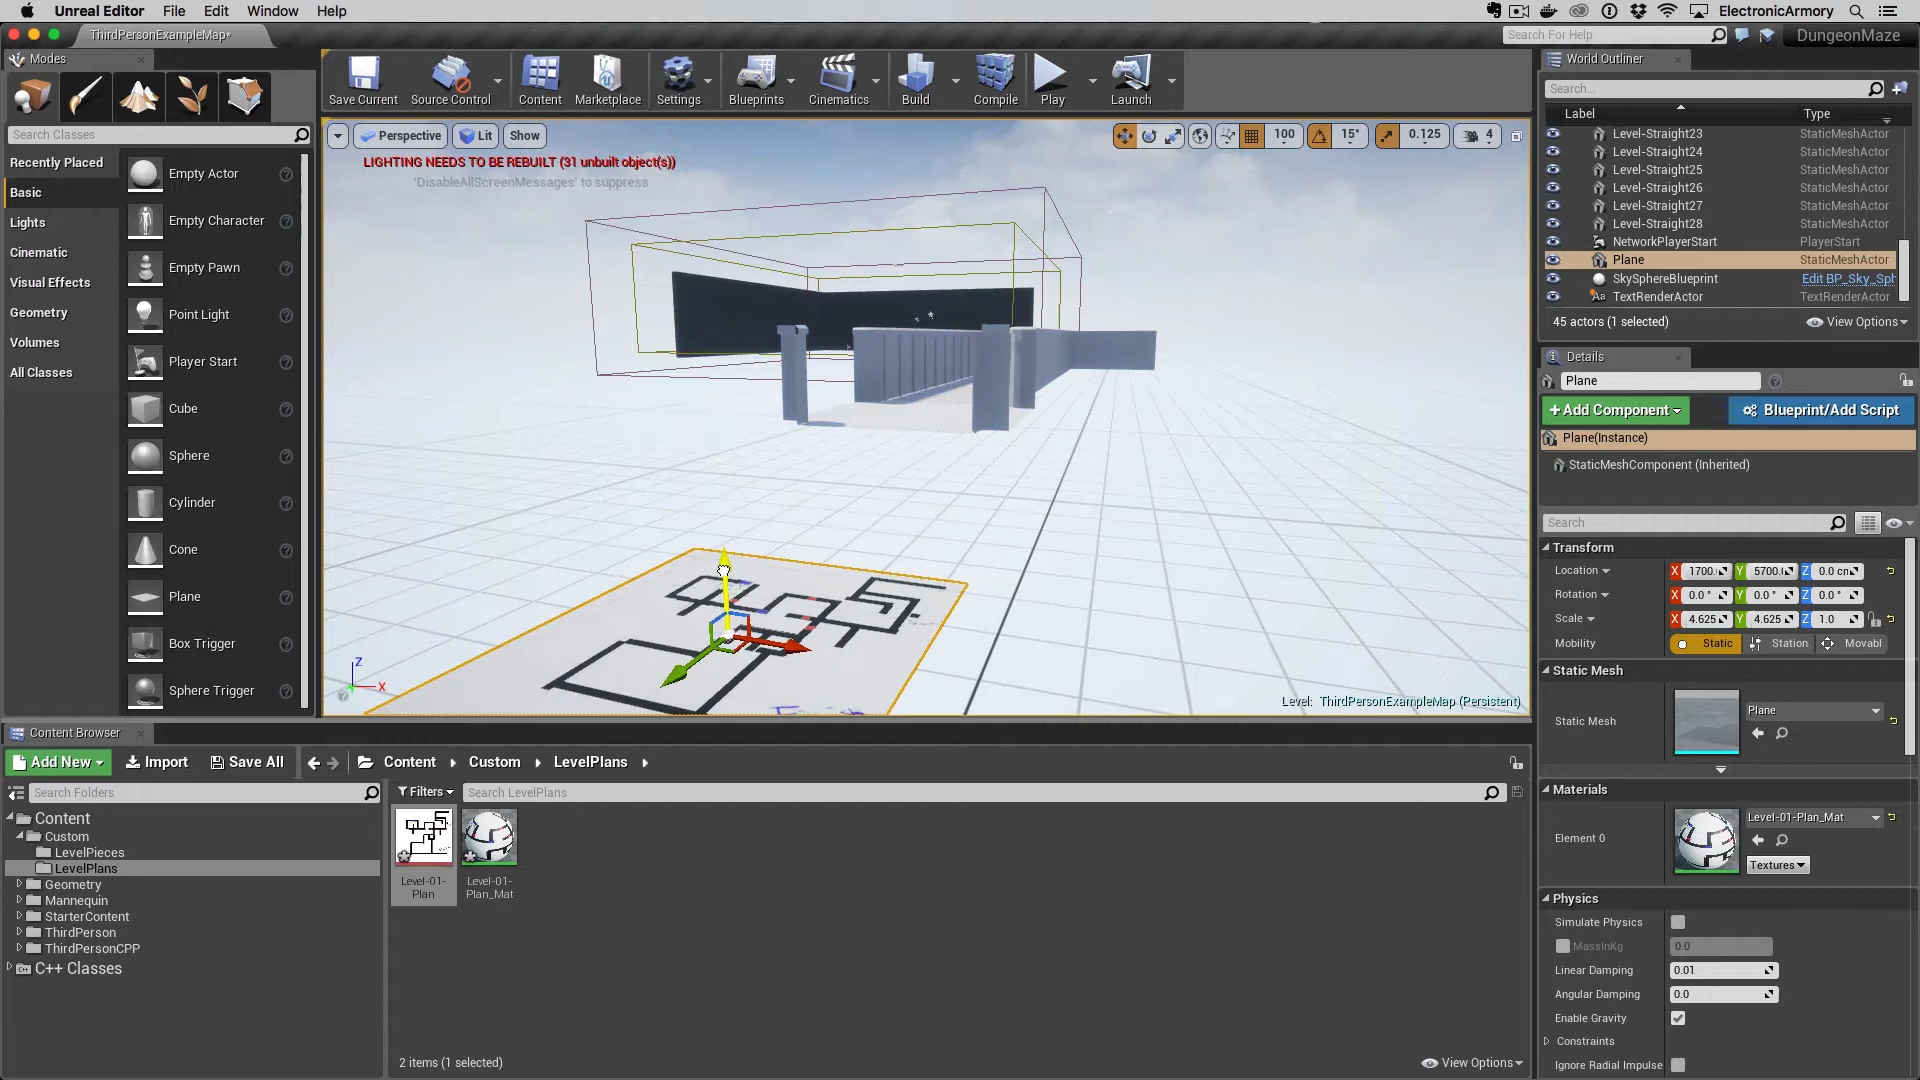 Unreal Editor File Edit Window Help ElectronicArmory
ThirdPersonExampleMap* Search For Help DungeonMaze
Modes
Save Current Source Control Content Marketplace Settings Blueprints Cinematics Build Compile Play Launch
Search Classes
Recently Placed
Basic
Lights
Cinematic
Visual Effects
Geometry
Volumes
All Classes
Empty Actor
Empty Character
Empty Pawn
Point Light
Player Start
Cube
Sphere
Cylinder
Cone
Plane
Box Trigger
Sphere Trigger
Perspective Lit Show 100 15° 0.125 4
LIGHTING NEEDS TO BE REBUILT (31 unbuilt object(s))
'DisableAllScreenMessages' to suppress
Z
X
Level: ThirdPersonExampleMap (Persistent)
World Outliner
Search...
Label Type
Level-Straight23 StaticMeshActor
Level-Straight24 StaticMeshActor
Level-Straight25 StaticMeshActor
Level-Straight26 StaticMeshActor
Level-Straight27 StaticMeshActor
Level-Straight28 StaticMeshActor
NetworkPlayerStart PlayerStart
Plane StaticMeshActor
SkySphereBlueprint Edit BP_Sky_Sph
TextRenderActor TextRenderActor
45 actors (1 selected) View Options
Details
Plane
+Add Component Blueprint/Add Script
Plane(Instance)
StaticMeshComponent (Inherited)
Search
Transform
Location X 1700. Y 5700. Z 0.0 cm
Rotation X 0.0 ° Y 0.0 ° Z 0.0 °
Scale X 4.625 Y 4.625 Z 1.0
Mobility Static Station Movabl
Static Mesh
Static Mesh Plane
Materials
Element 0 Level-01-Plan_Mat
Textures
Physics
Simulate Physics
MassInKg 0.0
Linear Damping 0.01
Angular Damping 0.0
Enable Gravity
Constraints
Ignore Radial Impulse
Content Browser
Add New Import Save All Content Custom LevelPlans
Search Folders
Filters Search LevelPlans
Content
Custom
LevelPieces
LevelPlans
Geometry
Mannequin
StarterContent
ThirdPerson
ThirdPersonCPP
C++ Classes
Level-01-
Plan
Level-01-
Plan_Mat
2 items (1 selected) View Options